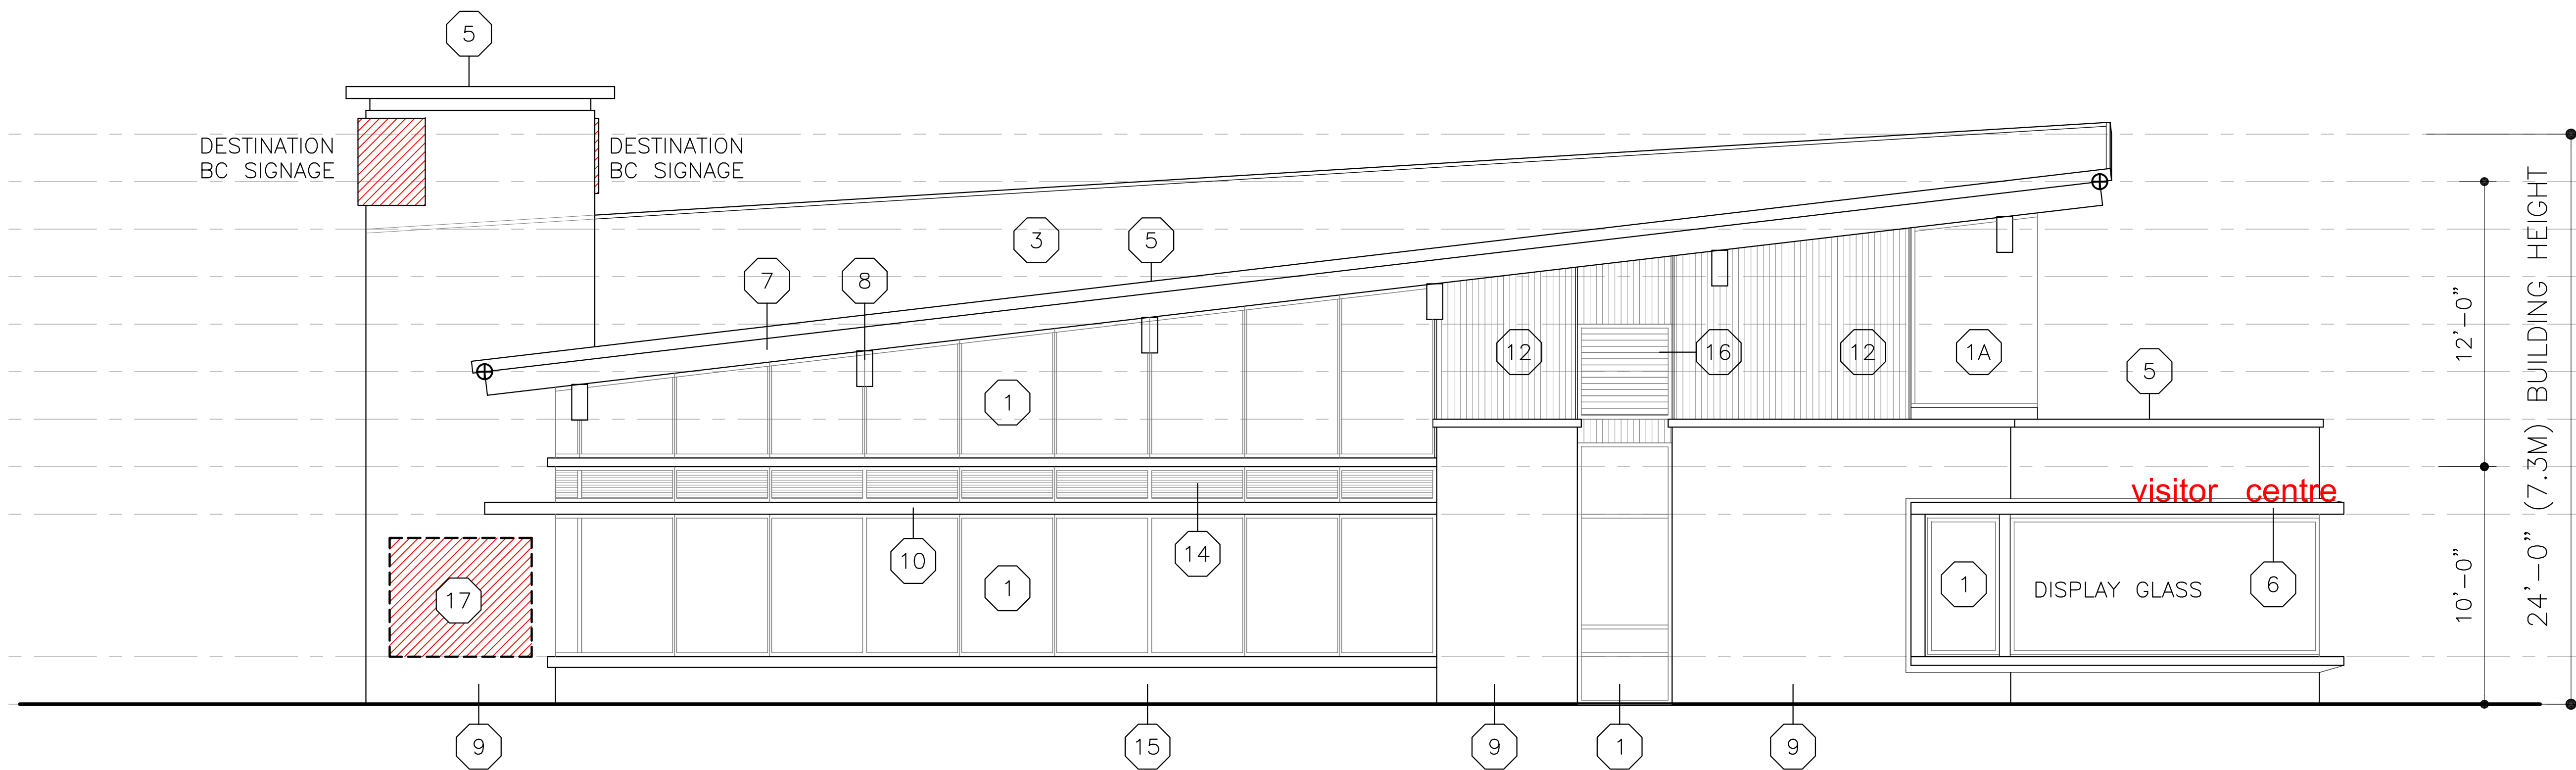 5
DESTINATION
BC SIGNAGE
DESTINATION
BC SIGNAGE
3
5
7
8
12
16
12
1A
5
1
visitor centre
10
14
17
1
1
DISPLAY GLASS
6
9
15
9
1
9
12'-0"
10'-0"
24'-0" (7.3M) BUILDING HEIGHT